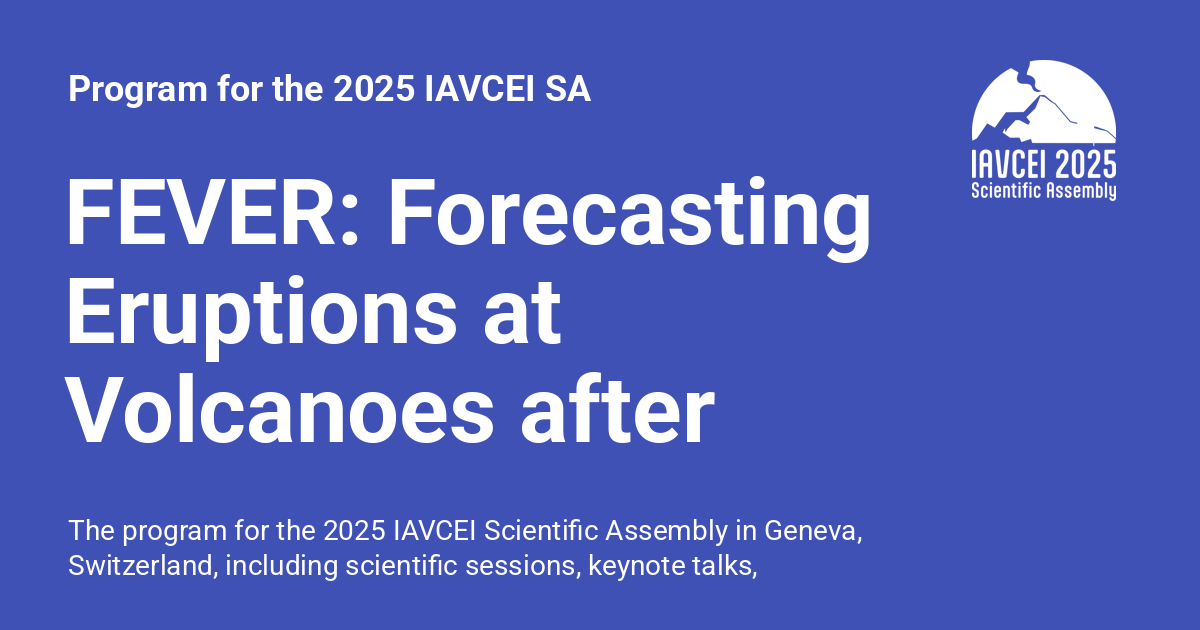 Program for the 2025 IAVCEI SA
IAVCEI 2025
Scientific Assembly
FEVER: Forecasting
Eruptions at
Volcanoes after
The program for the 2025 IAVCEI Scientific Assembly in Geneva,
Switzerland, including scientific sessions, keynote talks,